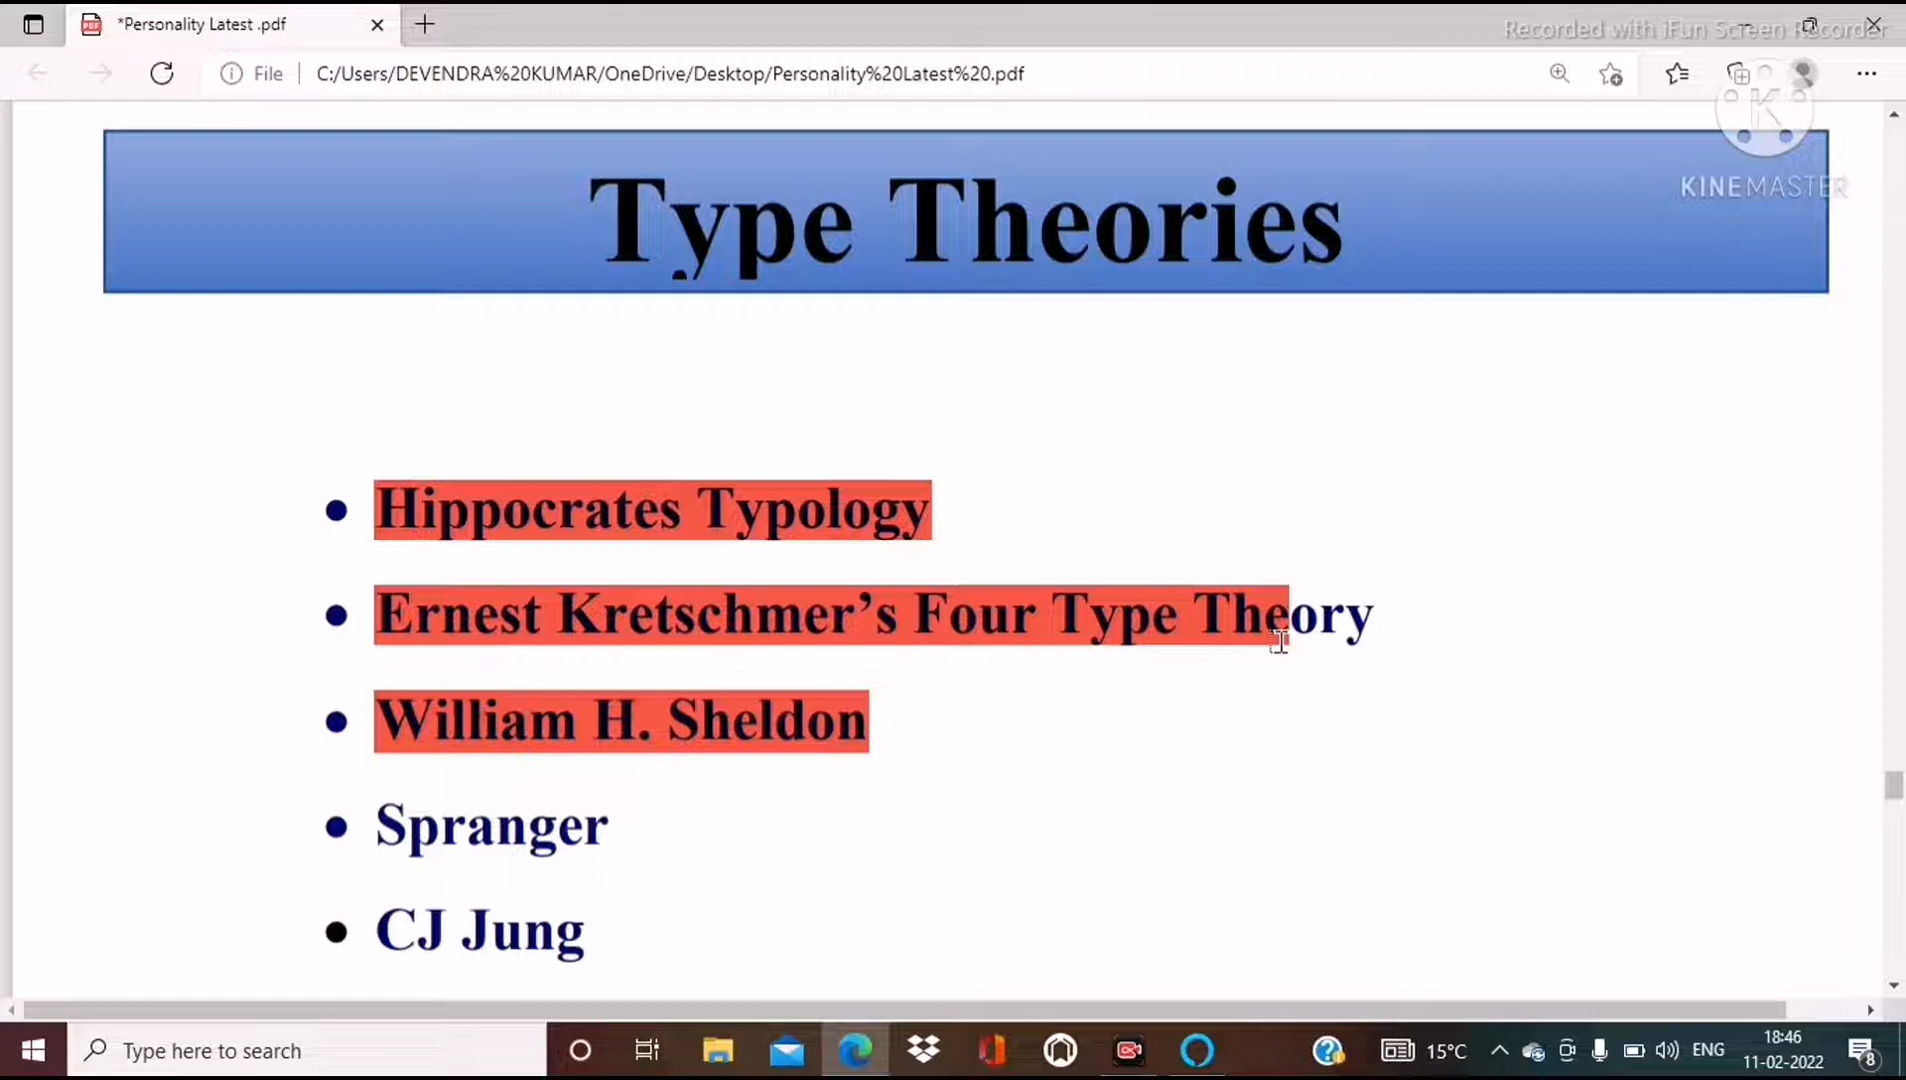 *Personality Latest .pdf
Recorded with iFun Screen Recorder
File
C:/Users/DEVENDRA%20KUMAR/OneDrive/Desktop/Personality%20Latest%20.pdf
K
KINEMASTER
Type Theories
• Hippocrates Typology
• Ernest Kretschmer’s Four Type Theory
• William H. Sheldon
• Spranger
• CJ Jung
Type here to search
15°C
ENG
18:46
11-02-2022
8